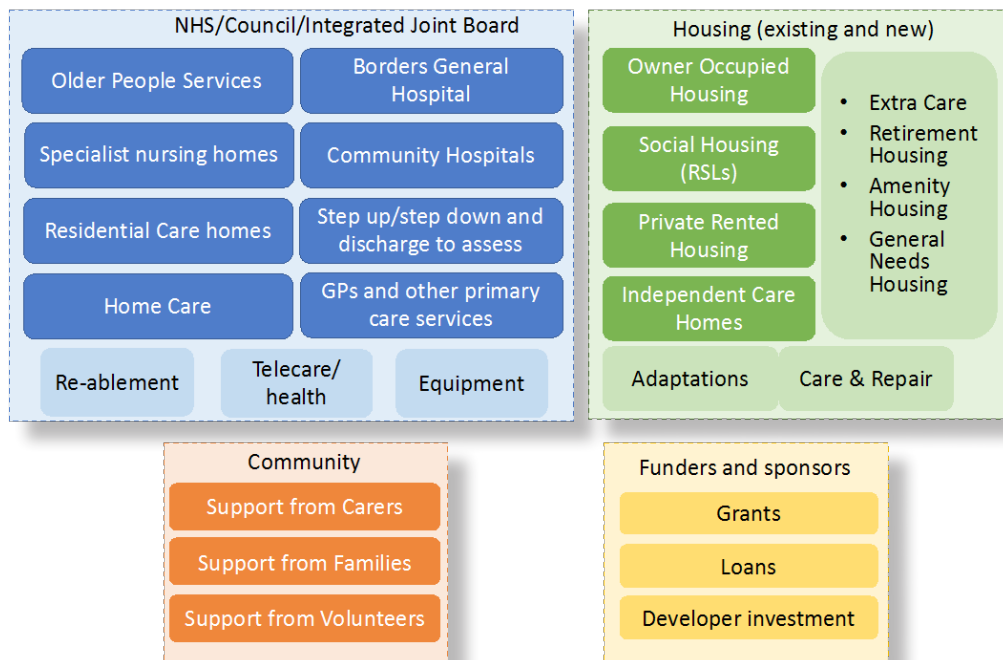 NHS/Council/Integrated Joint Board
Older People Services
Borders General
Hospital
Specialist nursing homes
Community Hospitals
Residential Care homes
Step up/step down and
discharge to assess
Home Care
GPs and other primary
care services
Re-ablement
Telecare/
health
Equipment
Housing (existing and new)
Owner Occupied
Housing
Social Housing
(RSLs)
Private Rented
Housing
Independent Care
Homes
• Extra Care
• Retirement
Housing
• Amenity
Housing
• General
Needs
Housing
Adaptations
Care & Repair
Community
Support from Carers
Support from Families
Support from Volunteers
Funders and sponsors
Grants
Loans
Developer investment